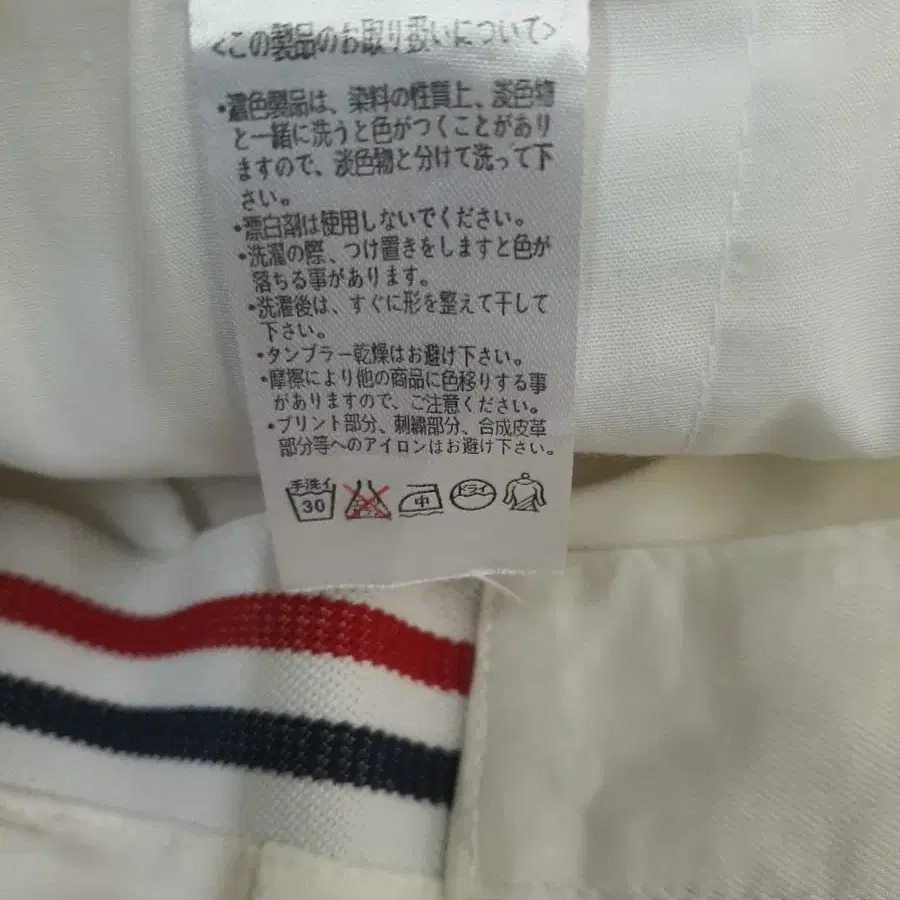 <この製品のお取り扱いについて>
•濃色製品は、染料の性質上、淡色物
と一緒に洗うと色がつくことがあり
ますので、淡色物と分けて洗って下
さい。
•漂白剤は使用しないでください。
•洗濯の際、つけ置きをしますと色が
落ちる事があります。
•洗濯後は、すぐに形を整えて干して
下さい。
•タンブラー乾燥はお避け下さい。
•摩擦により他の商品に色移りする事
がありますので、ご注意ください。
•プリント部分、刺繍部分、合成皮革
部分等へのアイロンはお避け下さい。
手洗イ 30 中 ドライ